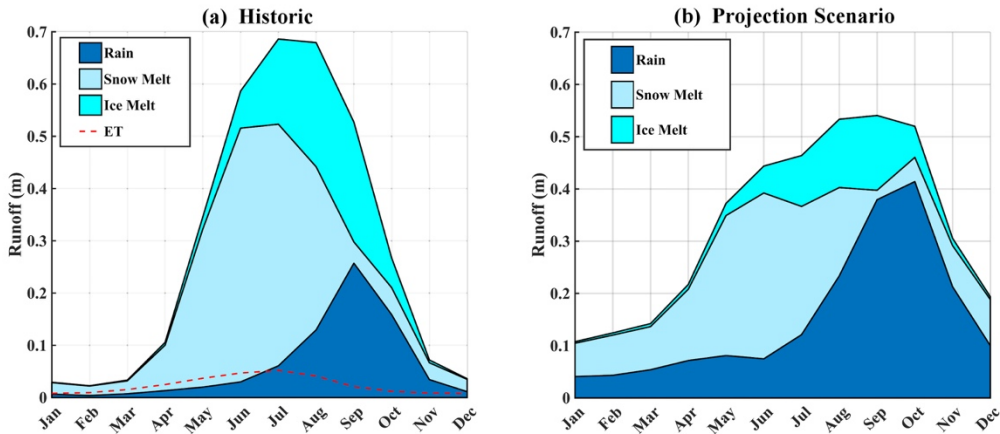 (a) Historic
0.7
0.6
0.5
0.4
0.3
0.2
0.1
0
Runoff (m)
Rain
Snow Melt
Ice Melt
ET
Jan Feb Mar Apr May Jun Jul Aug Sep Oct Nov Dec
(b) Projection Scenario
0.7
0.6
0.5
0.4
0.3
0.2
0.1
0
Runoff (m)
Rain
Snow Melt
Ice Melt
Jan Feb Mar Apr May Jun Jul Aug Sep Oct Nov Dec